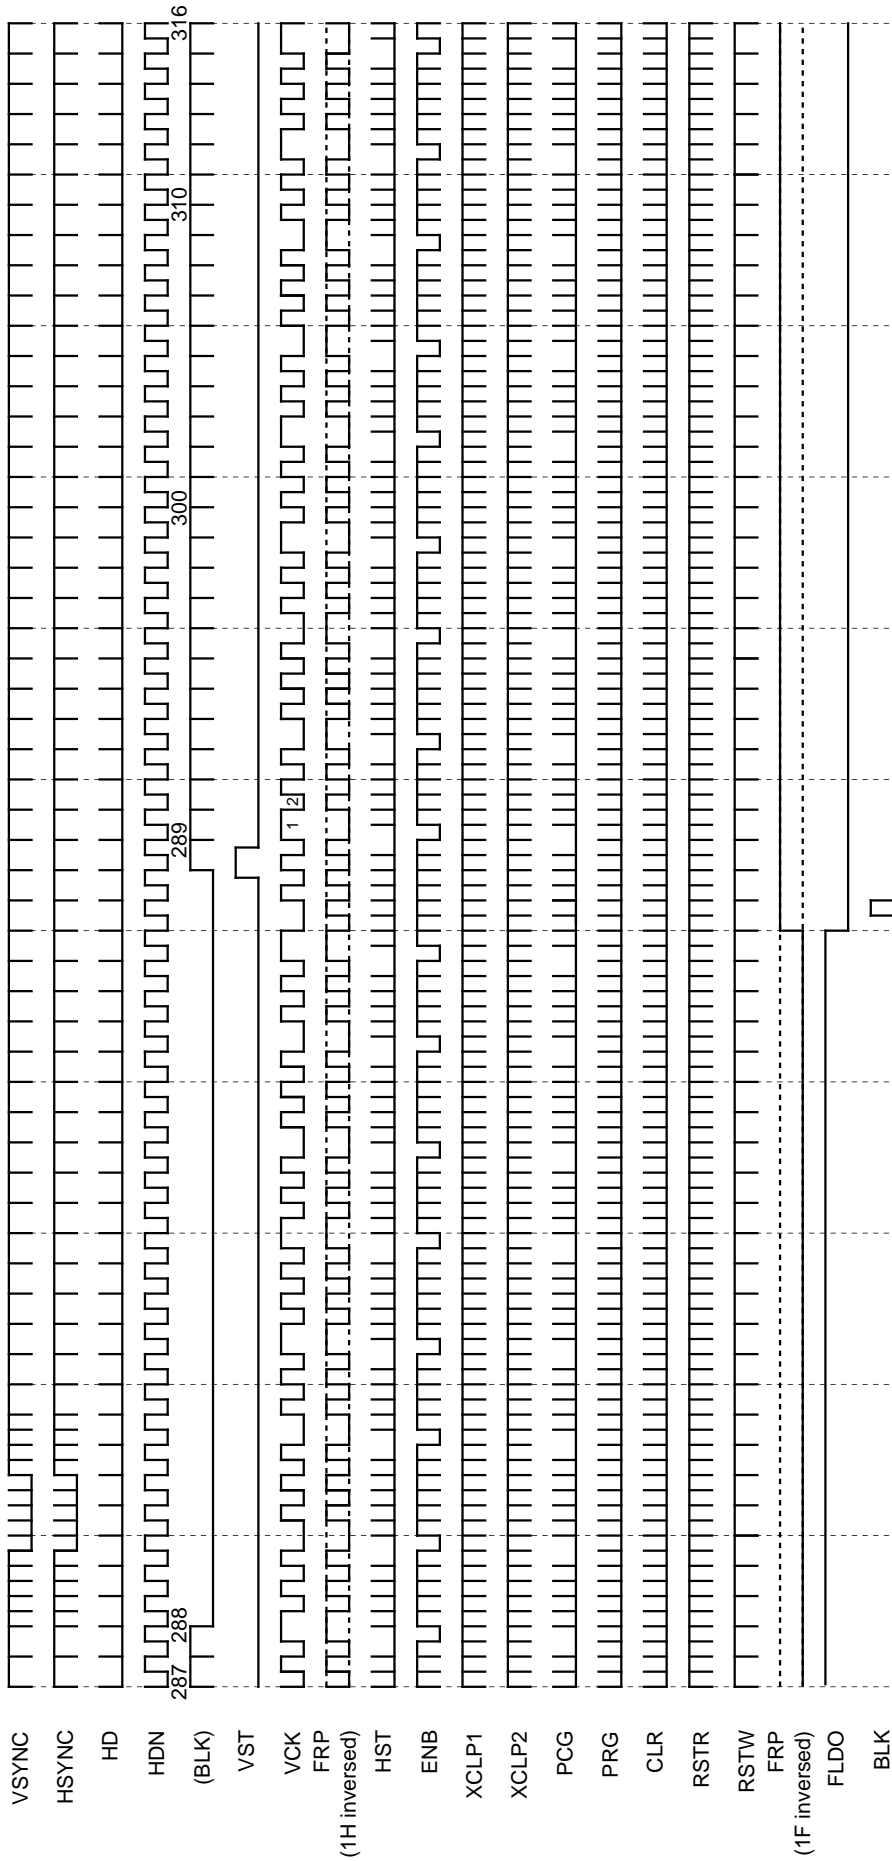 VSYNC
HSYNC
HD
HDN
287 288 289 300 310 316
(BLK)
VST
VCK
1 2
FRP
(1H inversed)
HST
ENB
XCLP1
XCLP2
PCG
PRG
CLR
RSTR
RSTW
FRP
(1F inversed)
FLDO
BLK